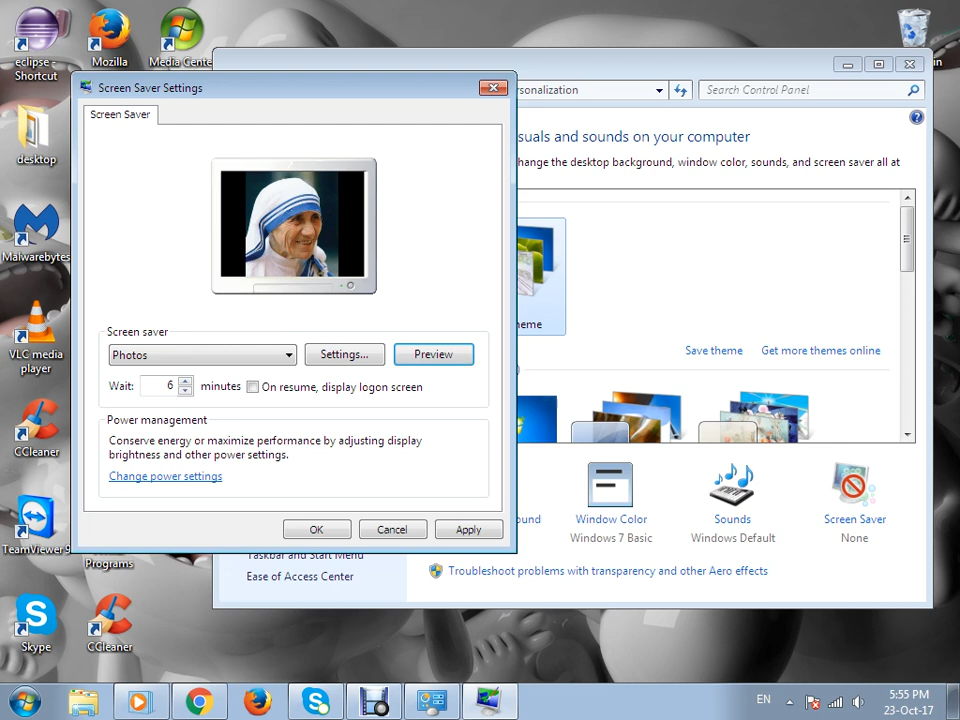 eclipse -
Shortcut
Mozilla
Media Cente
desktop
Malwarebytes
VLC media
player
CCleaner
TeamViewer 9
Programs
Skype
CCleaner
Screen Saver Settings
Screen Saver
Screen saver
Photos
Settings...
Preview
Wait:
6
minutes
On resume, display logon screen
Power management
Conserve energy or maximize performance by adjusting display
brightness and other power settings.
Change power settings
OK
Cancel
Apply
rsonalization
Search Control Panel
suals and sounds on your computer
hange the desktop background, window color, sounds, and screen saver all at
heme
Save theme
Get more themes online
ound
Window Color
Windows 7 Basic
Sounds
Windows Default
Screen Saver
None
Taskbar and Start Menu
Ease of Access Center
Troubleshoot problems with transparency and other Aero effects
in
EN
5:55 PM
23-Oct-17